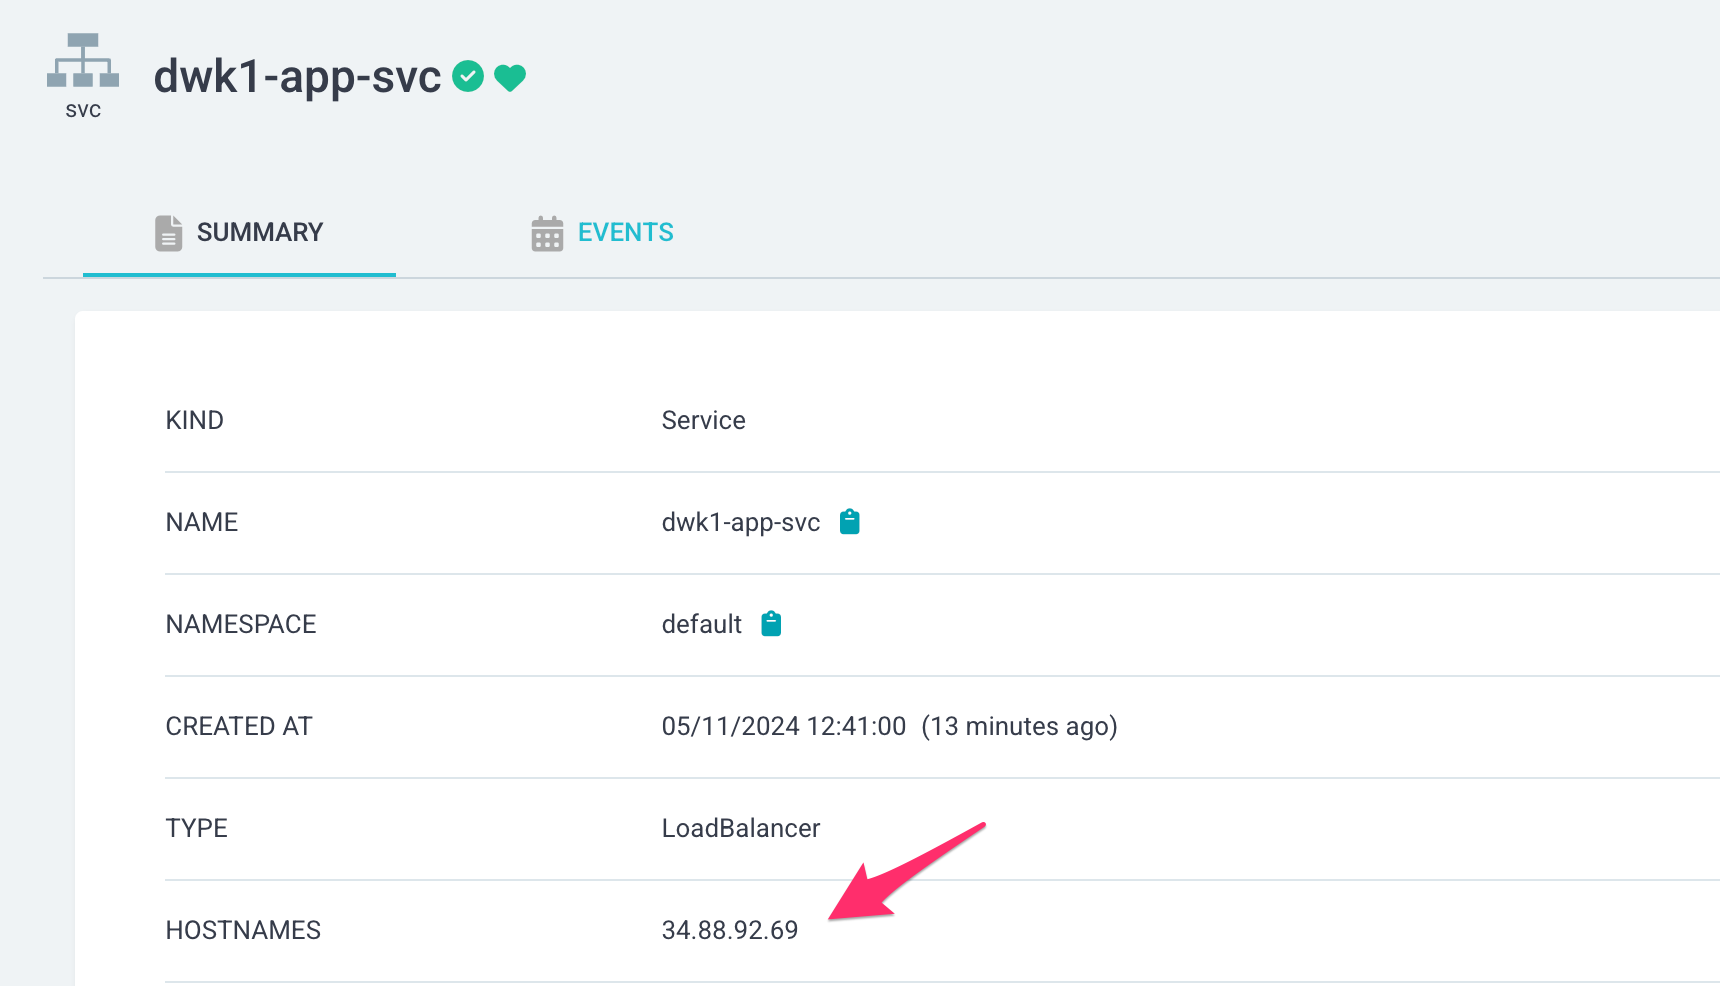 dwk1-app-svc
svc
SUMMARY
EVENTS
KIND Service
NAME dwk1-app-svc
NAMESPACE default
CREATED AT 05/11/2024 12:41:00 (13 minutes ago)
TYPE LoadBalancer
HOSTNAMES 34.88.92.69